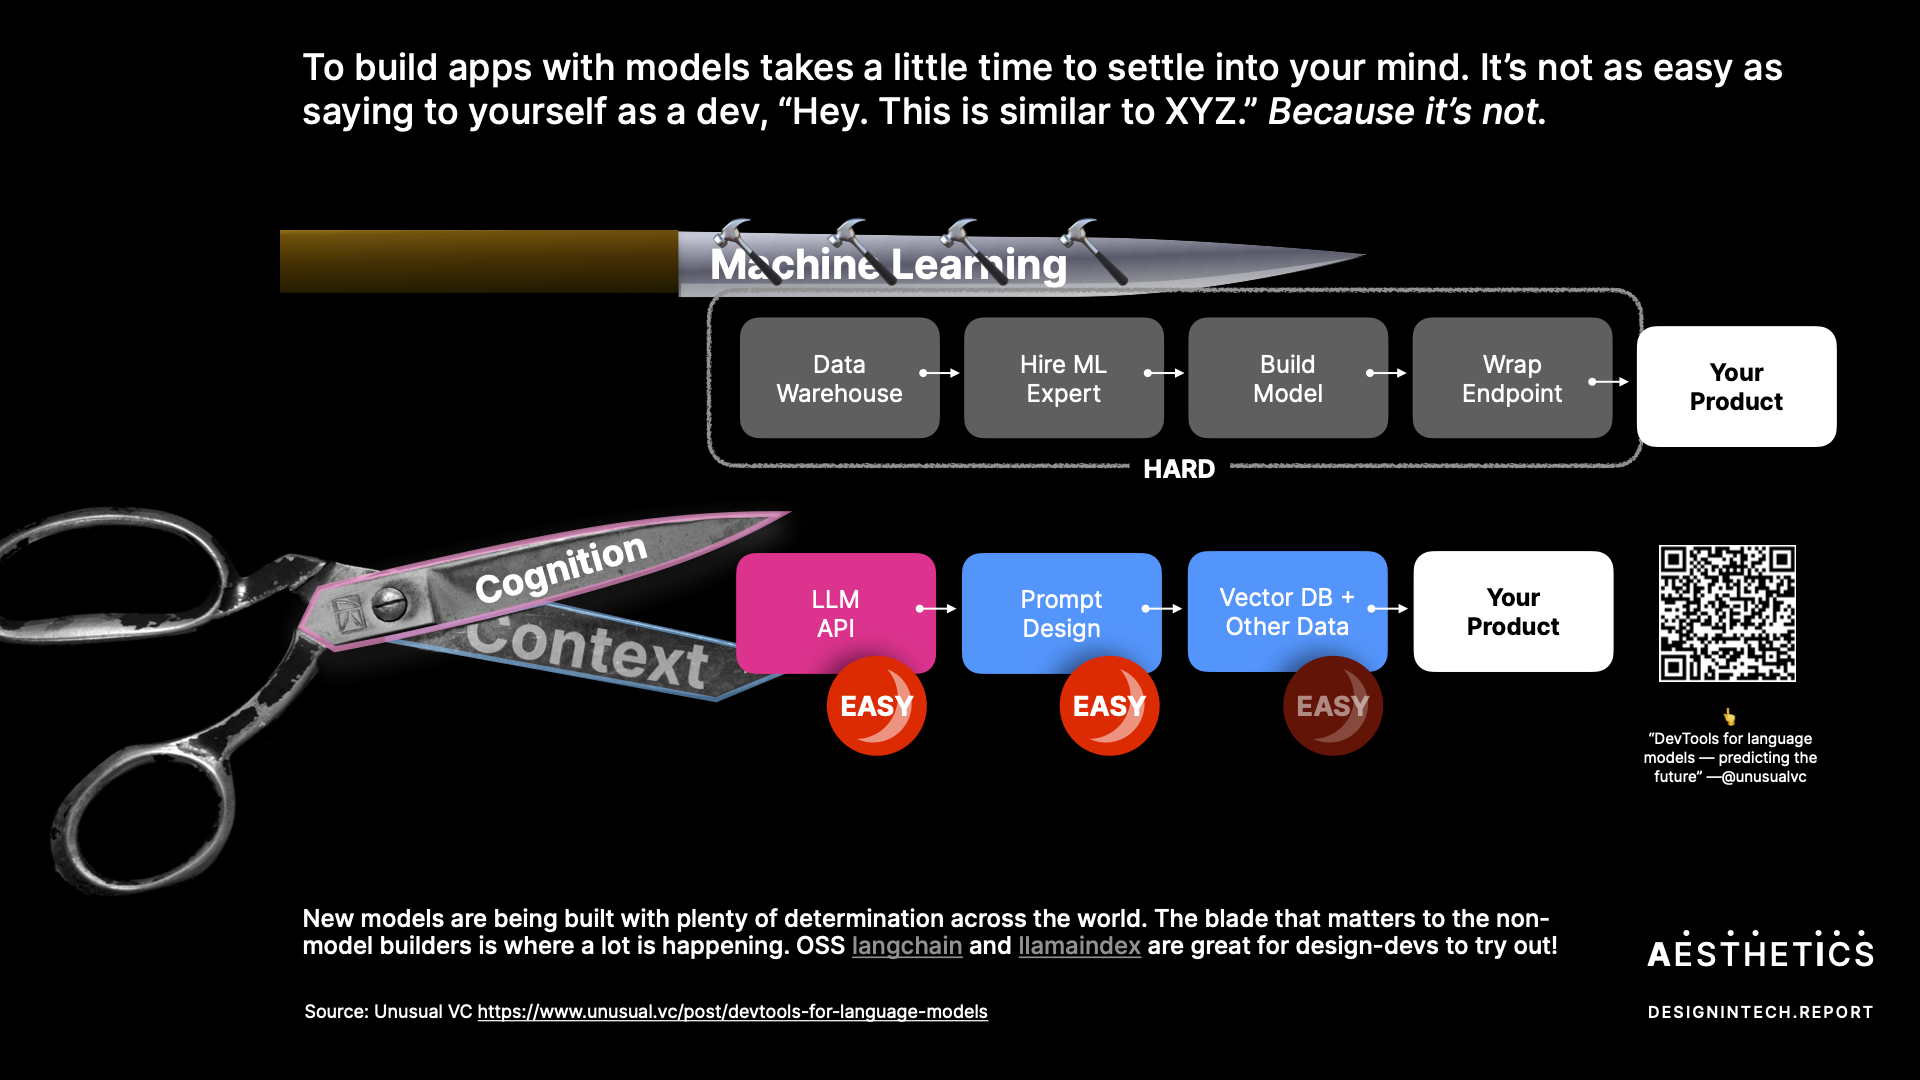 To build apps with models takes a little time to settle into your mind. It’s not as easy as
saying to yourself as a dev, “Hey. This is similar to XYZ.” Because it’s not.
Machine Learning
Data
Warehouse
Hire ML
Expert
Build
Model
Wrap
Endpoint
Your
Product
HARD
Cognition
Context
LLM
API
Prompt
Design
Vector DB +
Other Data
Your
Product
EASY
EASY
EASY
“DevTools for language
models — predicting the
future” —@unusualvc
New models are being built with plenty of determination across the world. The blade that matters to the non-
model builders is where a lot is happening. OSS langchain and llamaindex are great for design-devs to try out!
Source: Unusual VC https://www.unusual.vc/post/devtools-for-language-models
AESTHETICS
DESIGNINTECH.REPORT